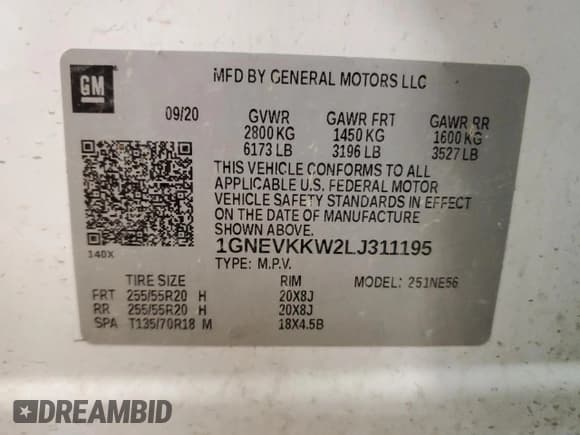 GM
MFD BY GENERAL MOTORS LLC
09/20 GVWR GAWR FRT GAWR RR
2800 KG 1450 KG 1600 KG
6173 LB 3196 LB 3527 LB
THIS VEHICLE CONFORMS TO ALL
APPLICABLE U.S. FEDERAL MOTOR
VEHICLE SAFETY STANDARDS IN EFFECT
ON THE DATE OF MANUFACTURE
SHOWN ABOVE.
1GNEVKKW2LJ311195
140X
TYPE: M.P.V.
TIRE SIZE RIM MODEL: 251NE56
FRT 255/55R20 H 20X8J
RR 255/55R20 H 20X8J
SPA T135/70R18 M 18X4.5B
DREAMBID